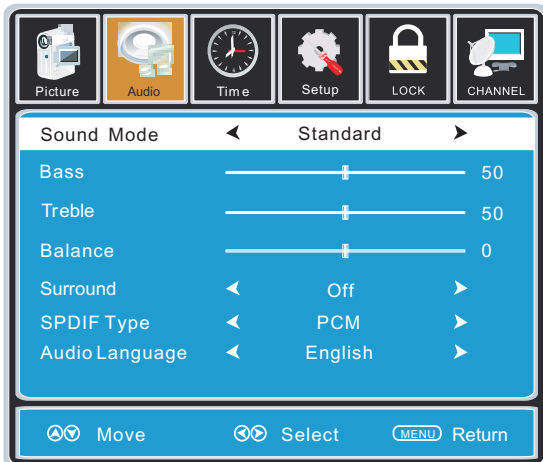 Picture Audio Time Setup LOCK CHANNEL
Sound Mode Standard
Bass 50
Treble 50
Balance 0
Surround Off
SPDIF Type PCM
Audio Language English
Move Select MENU Return